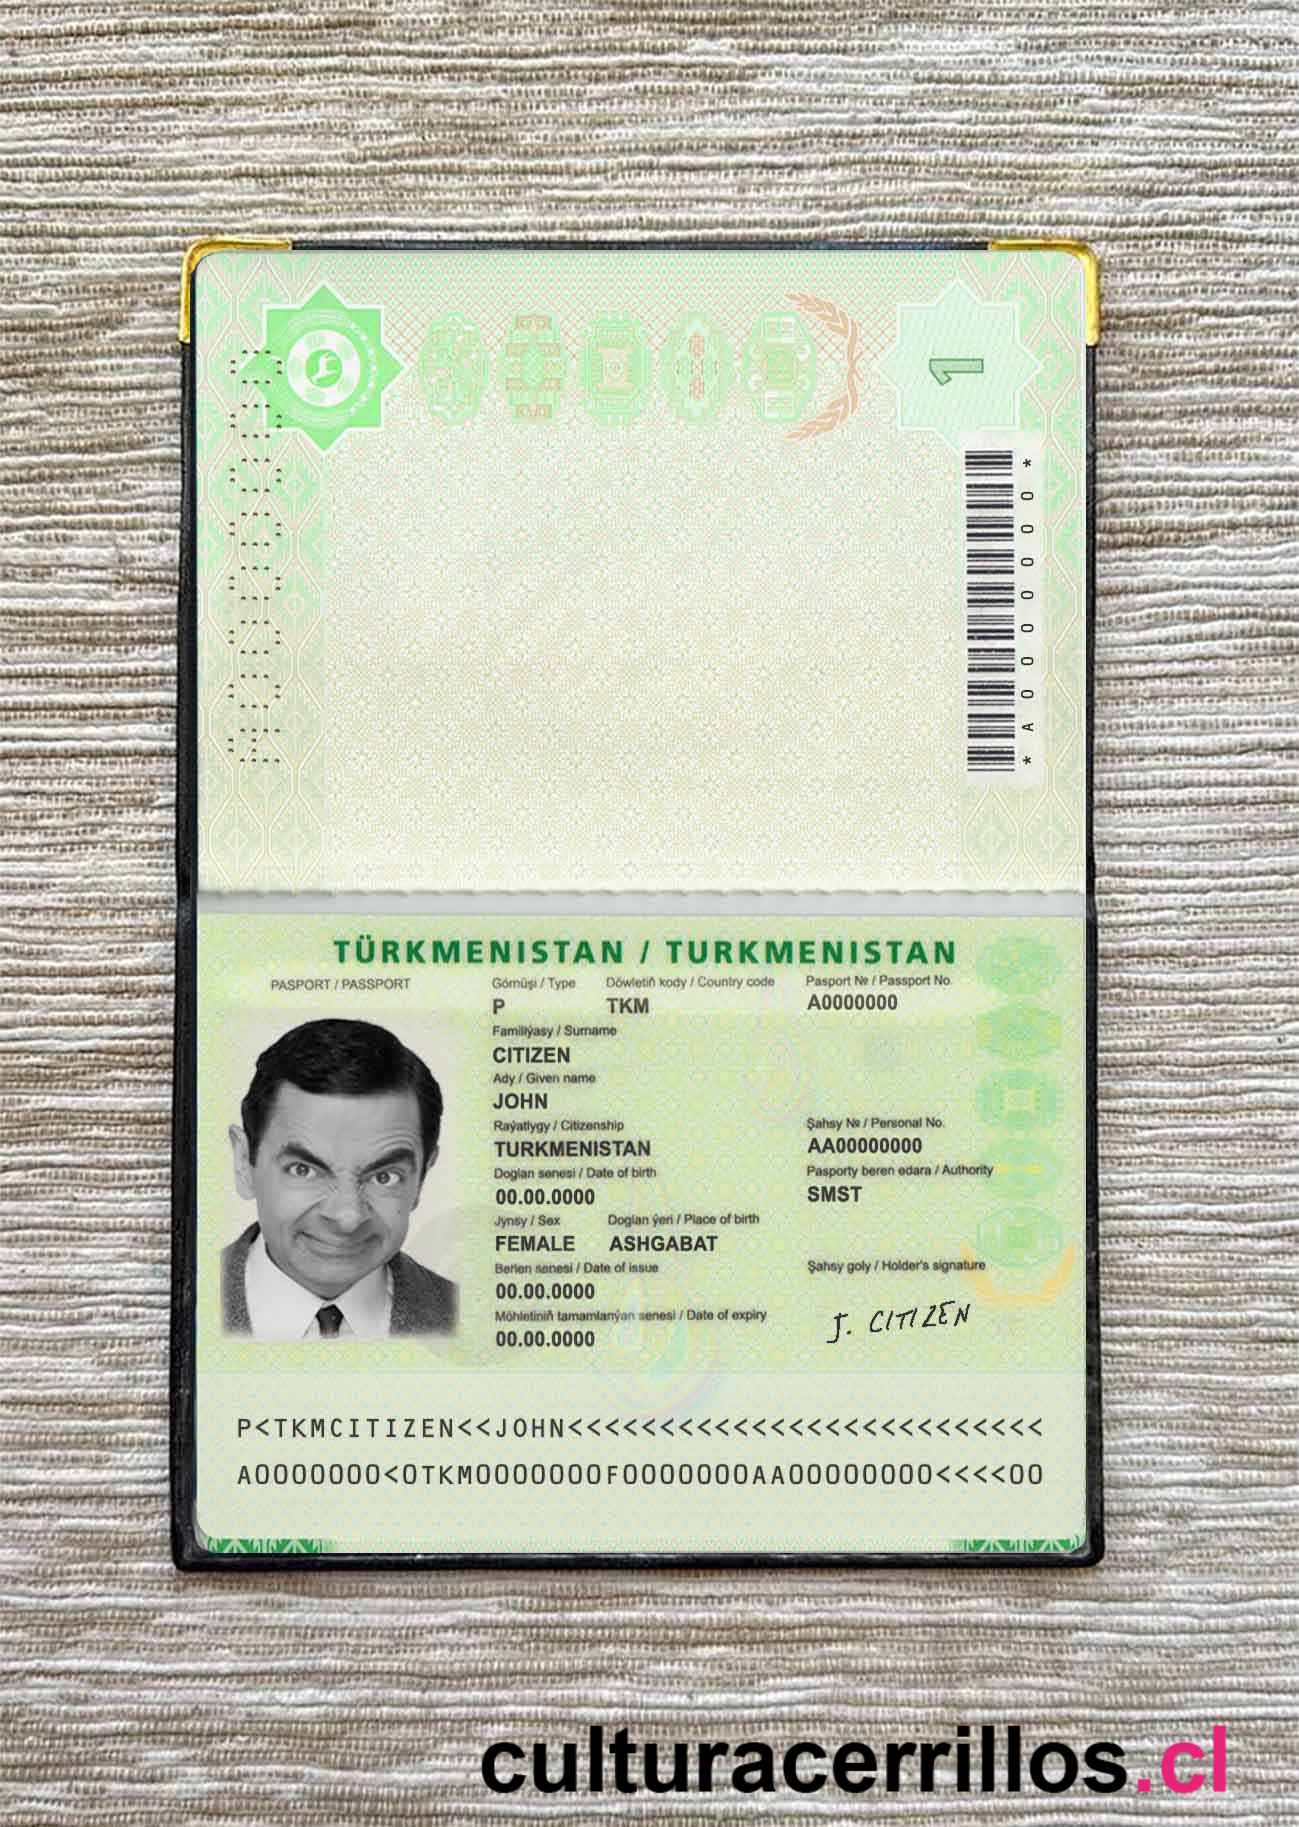 1
*A0000000*
TÜRKMENISTAN / TURKMENISTAN
PASPORT / PASSPORT
Görnüşi / Type Döwletiň kody / Country code Pasport № / Passport No.
P TKM A0000000
Familiýasy / Surname
CITIZEN
Ady / Given name
JOHN
Raýatlygy / Citizenship Şahsy № / Personal No.
TURKMENISTAN AA00000000
Doglan senesi / Date of birth Pasporty beren edara / Authority
00.00.0000 SMST
Jynsy / Sex Doglan ýeri / Place of birth
FEMALE ASHGABAT
Berlen senesi / Date of issue Şahsy goly / Holder's signature
00.00.0000
Möhletiniň tamamlanýan senesi / Date of expiry
00.00.0000
J. CITIZEN
P<TKMCITIZEN<<JOHN<<<<<<<<<<<<<<<<<<<<<<<<<<
A0000000<0TKM0000000F0000000AA00000000<<<<00
culturacerrillos.cl